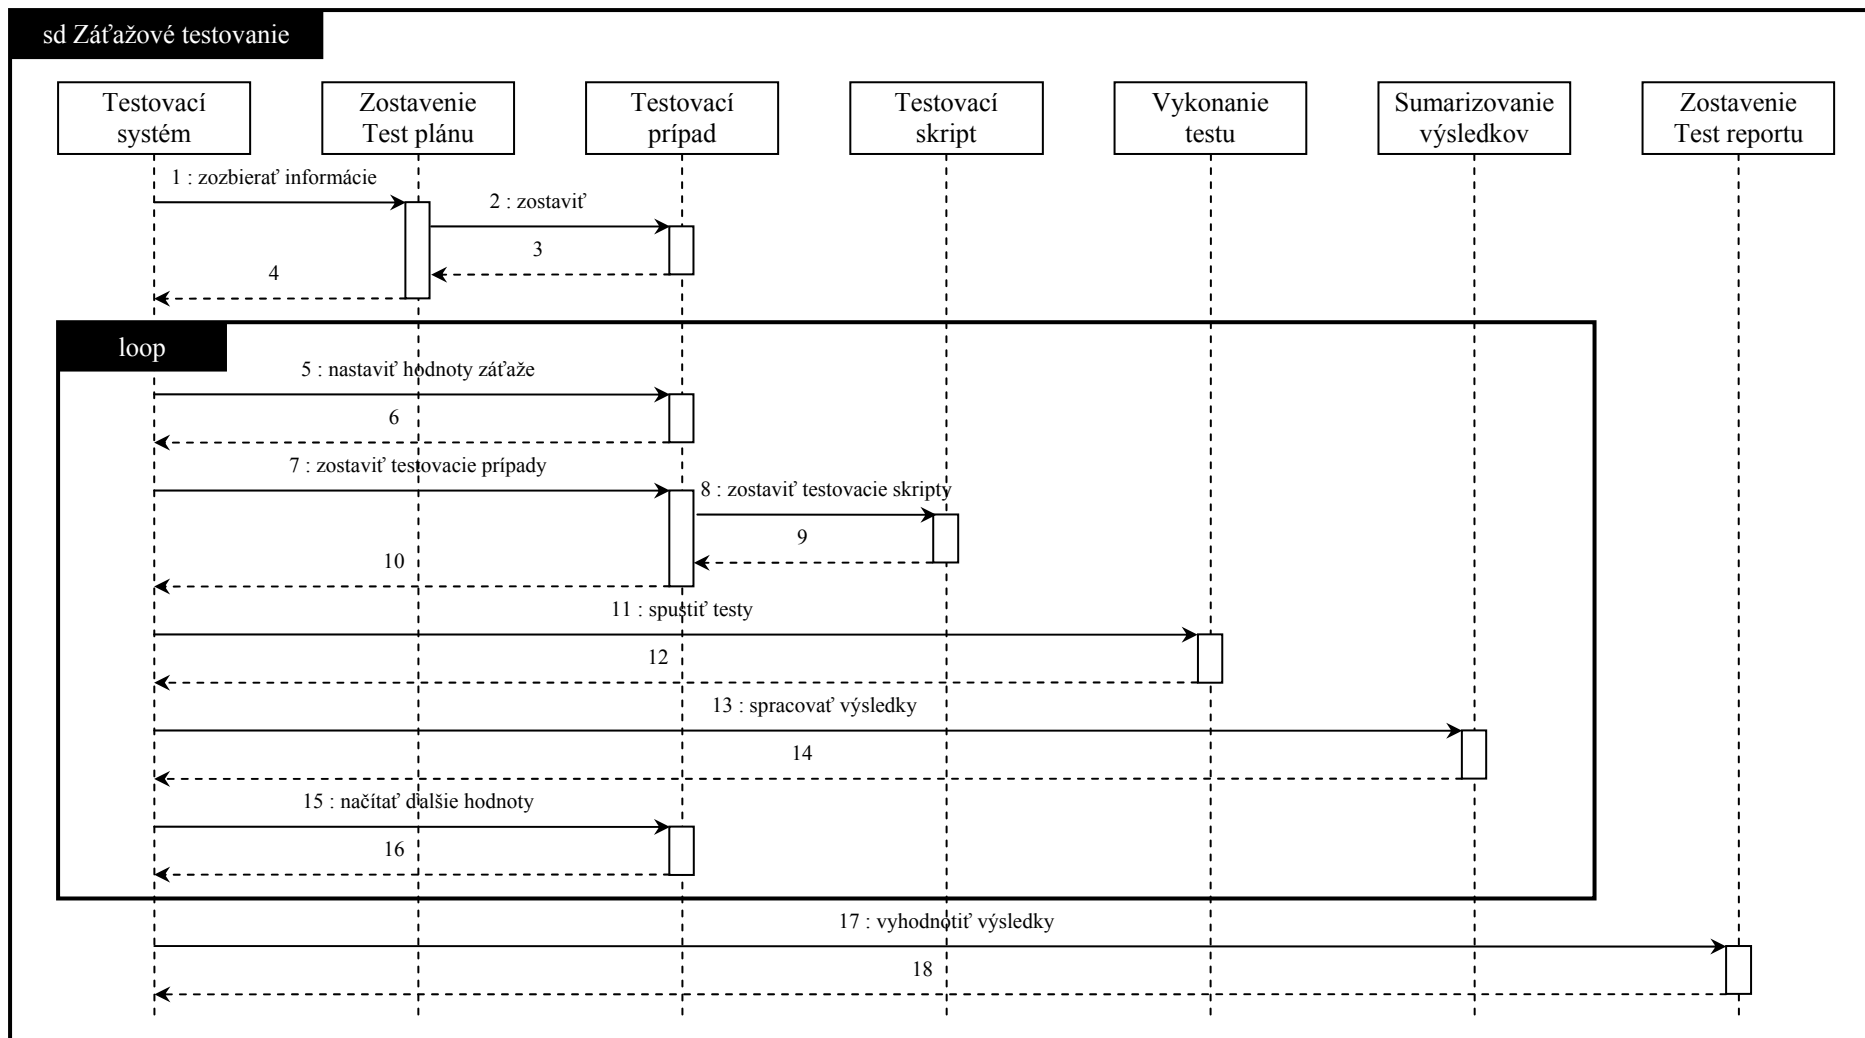 sd Záťažové testovanie
Testovací
systém
Zostavenie
Test plánu
Testovací
prípad
Testovací
skript
Vykonanie
testu
Sumarizovanie
výsledkov
Zostavenie
Test reportu
1 : zozbierať informácie
2 : zostaviť
3
4
loop
5 : nastaviť hodnoty záťaže
6
7 : zostaviť testovacie prípady
8 : zostaviť testovacie skripty
9
10
11 : spustiť testy
12
13 : spracovať výsledky
14
15 : načítať ďalšie hodnoty
16
17 : vyhodnotiť výsledky
18